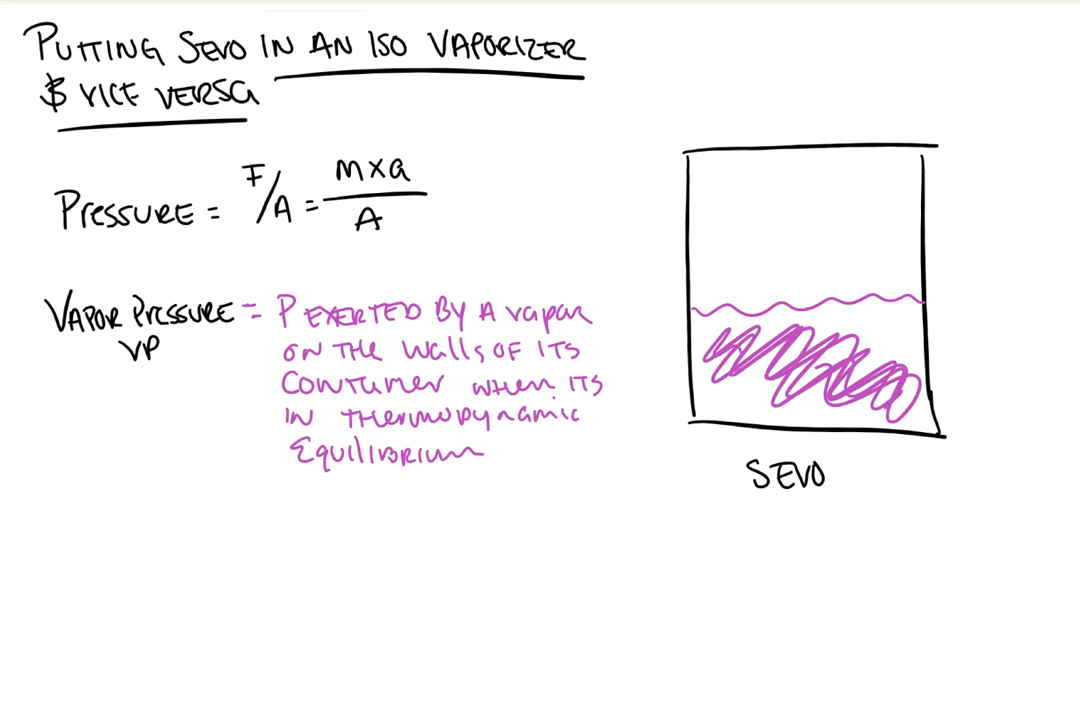 PUTTING SEVO IN AN ISO VAPORIZER
$ VICE VERSA
PRESSURE = F/A = m x a / A
VAPOR PRESSURE = P EXERTED BY A vapor
VP
ON THE WALLS OF ITS
CONTAINER WHEN ITS
IN THERMODYNAMIC
EQUILIBRIUM
SEVO